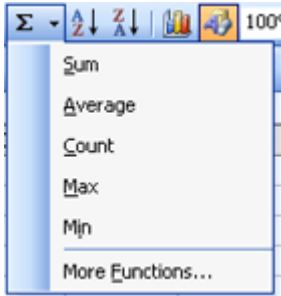 Σ A Z Z A 100%
Sum
Average
Count
Max
Min
More Functions...